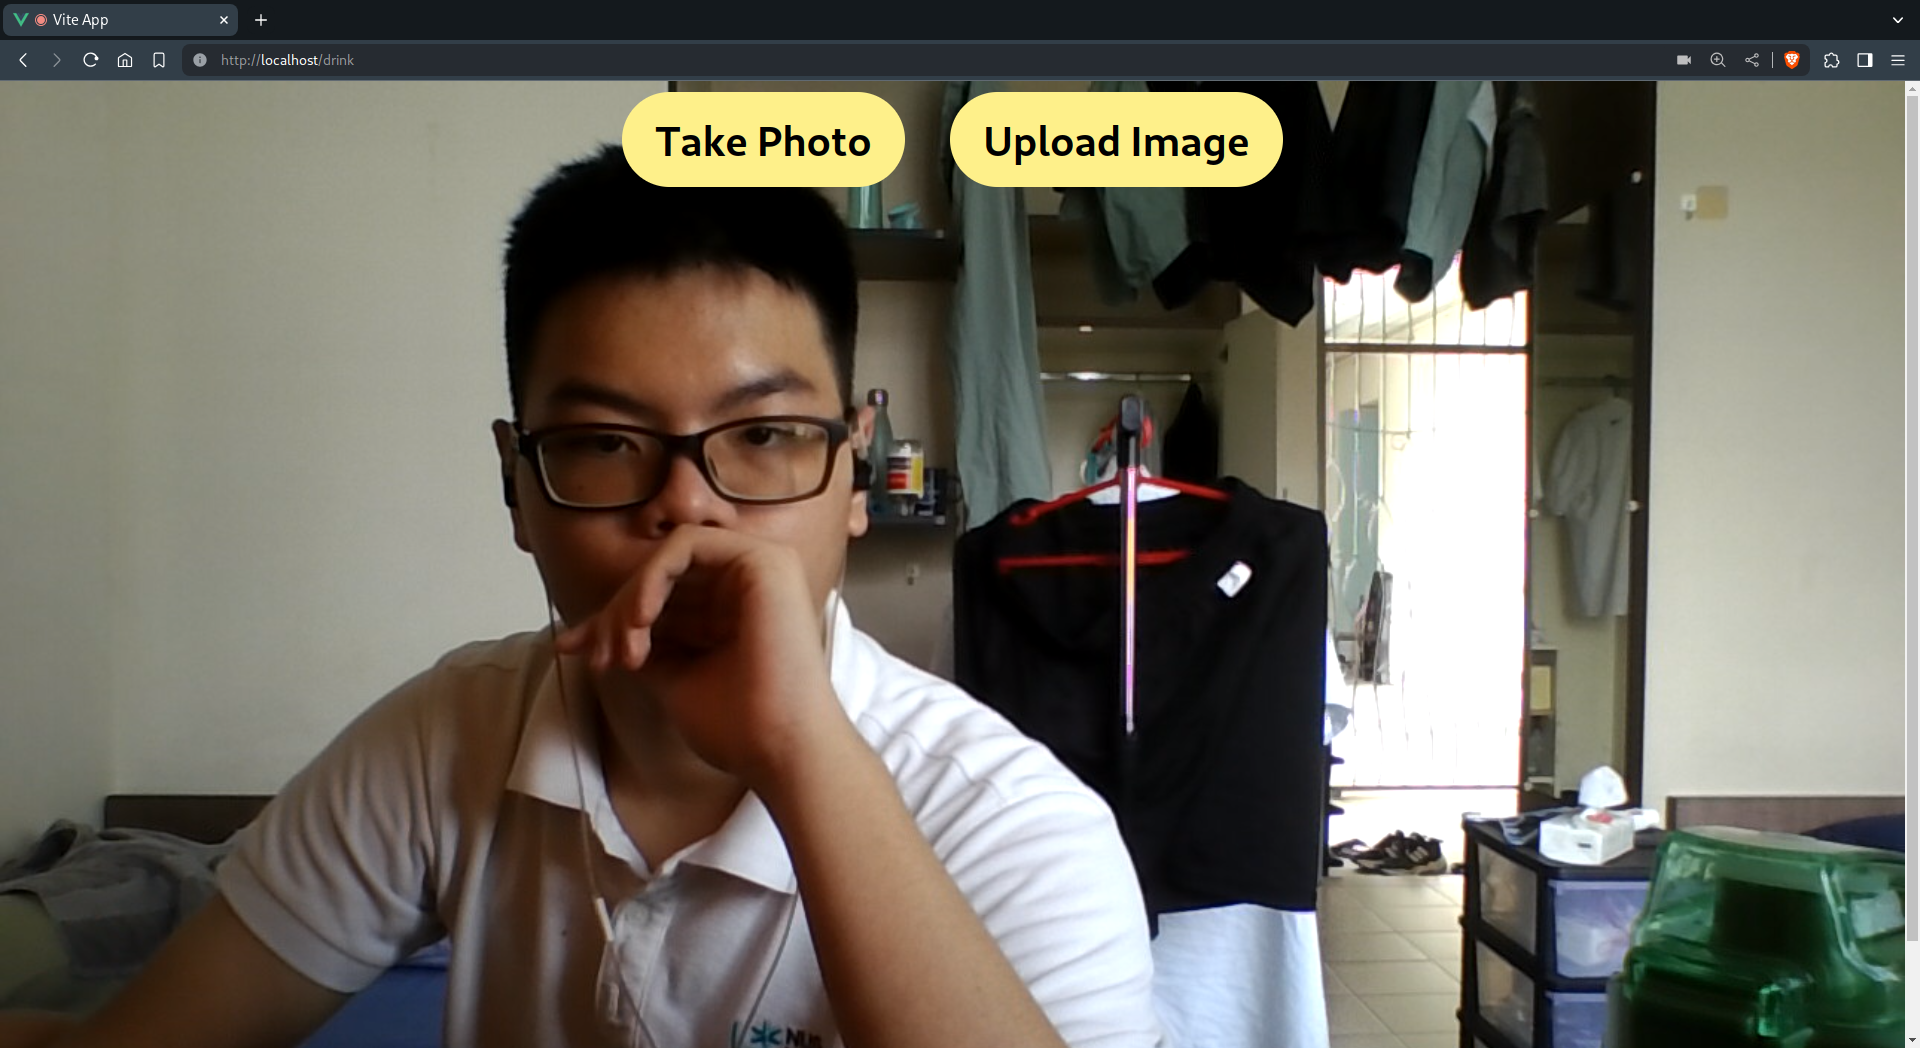 Vite App
http://localhost/drink
Take Photo
Upload Image